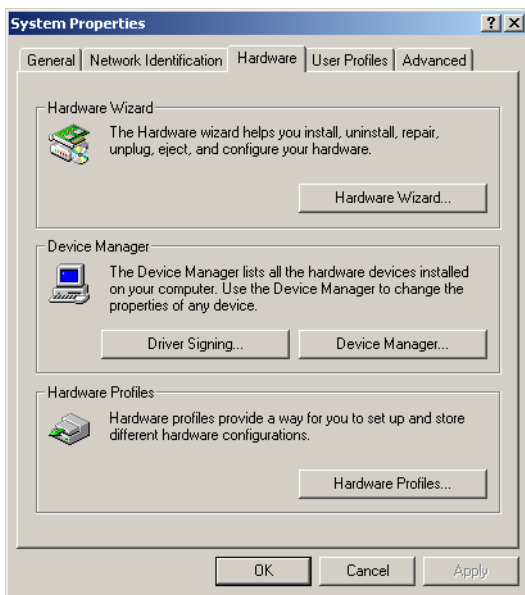 System Properties
General
Network Identification
Hardware
User Profiles
Advanced
Hardware Wizard
The Hardware wizard helps you install, uninstall, repair,
unplug, eject, and configure your hardware.
Hardware Wizard...
Device Manager
The Device Manager lists all the hardware devices installed
on your computer. Use the Device Manager to change the
properties of any device.
Driver Signing...
Device Manager...
Hardware Profiles
Hardware profiles provide a way for you to set up and store
different hardware configurations.
Hardware Profiles...
OK
Cancel
Apply